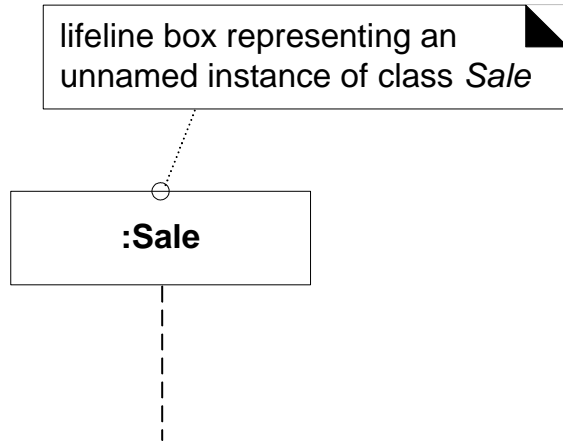 lifeline box representing an
unnamed instance of class Sale
:Sale